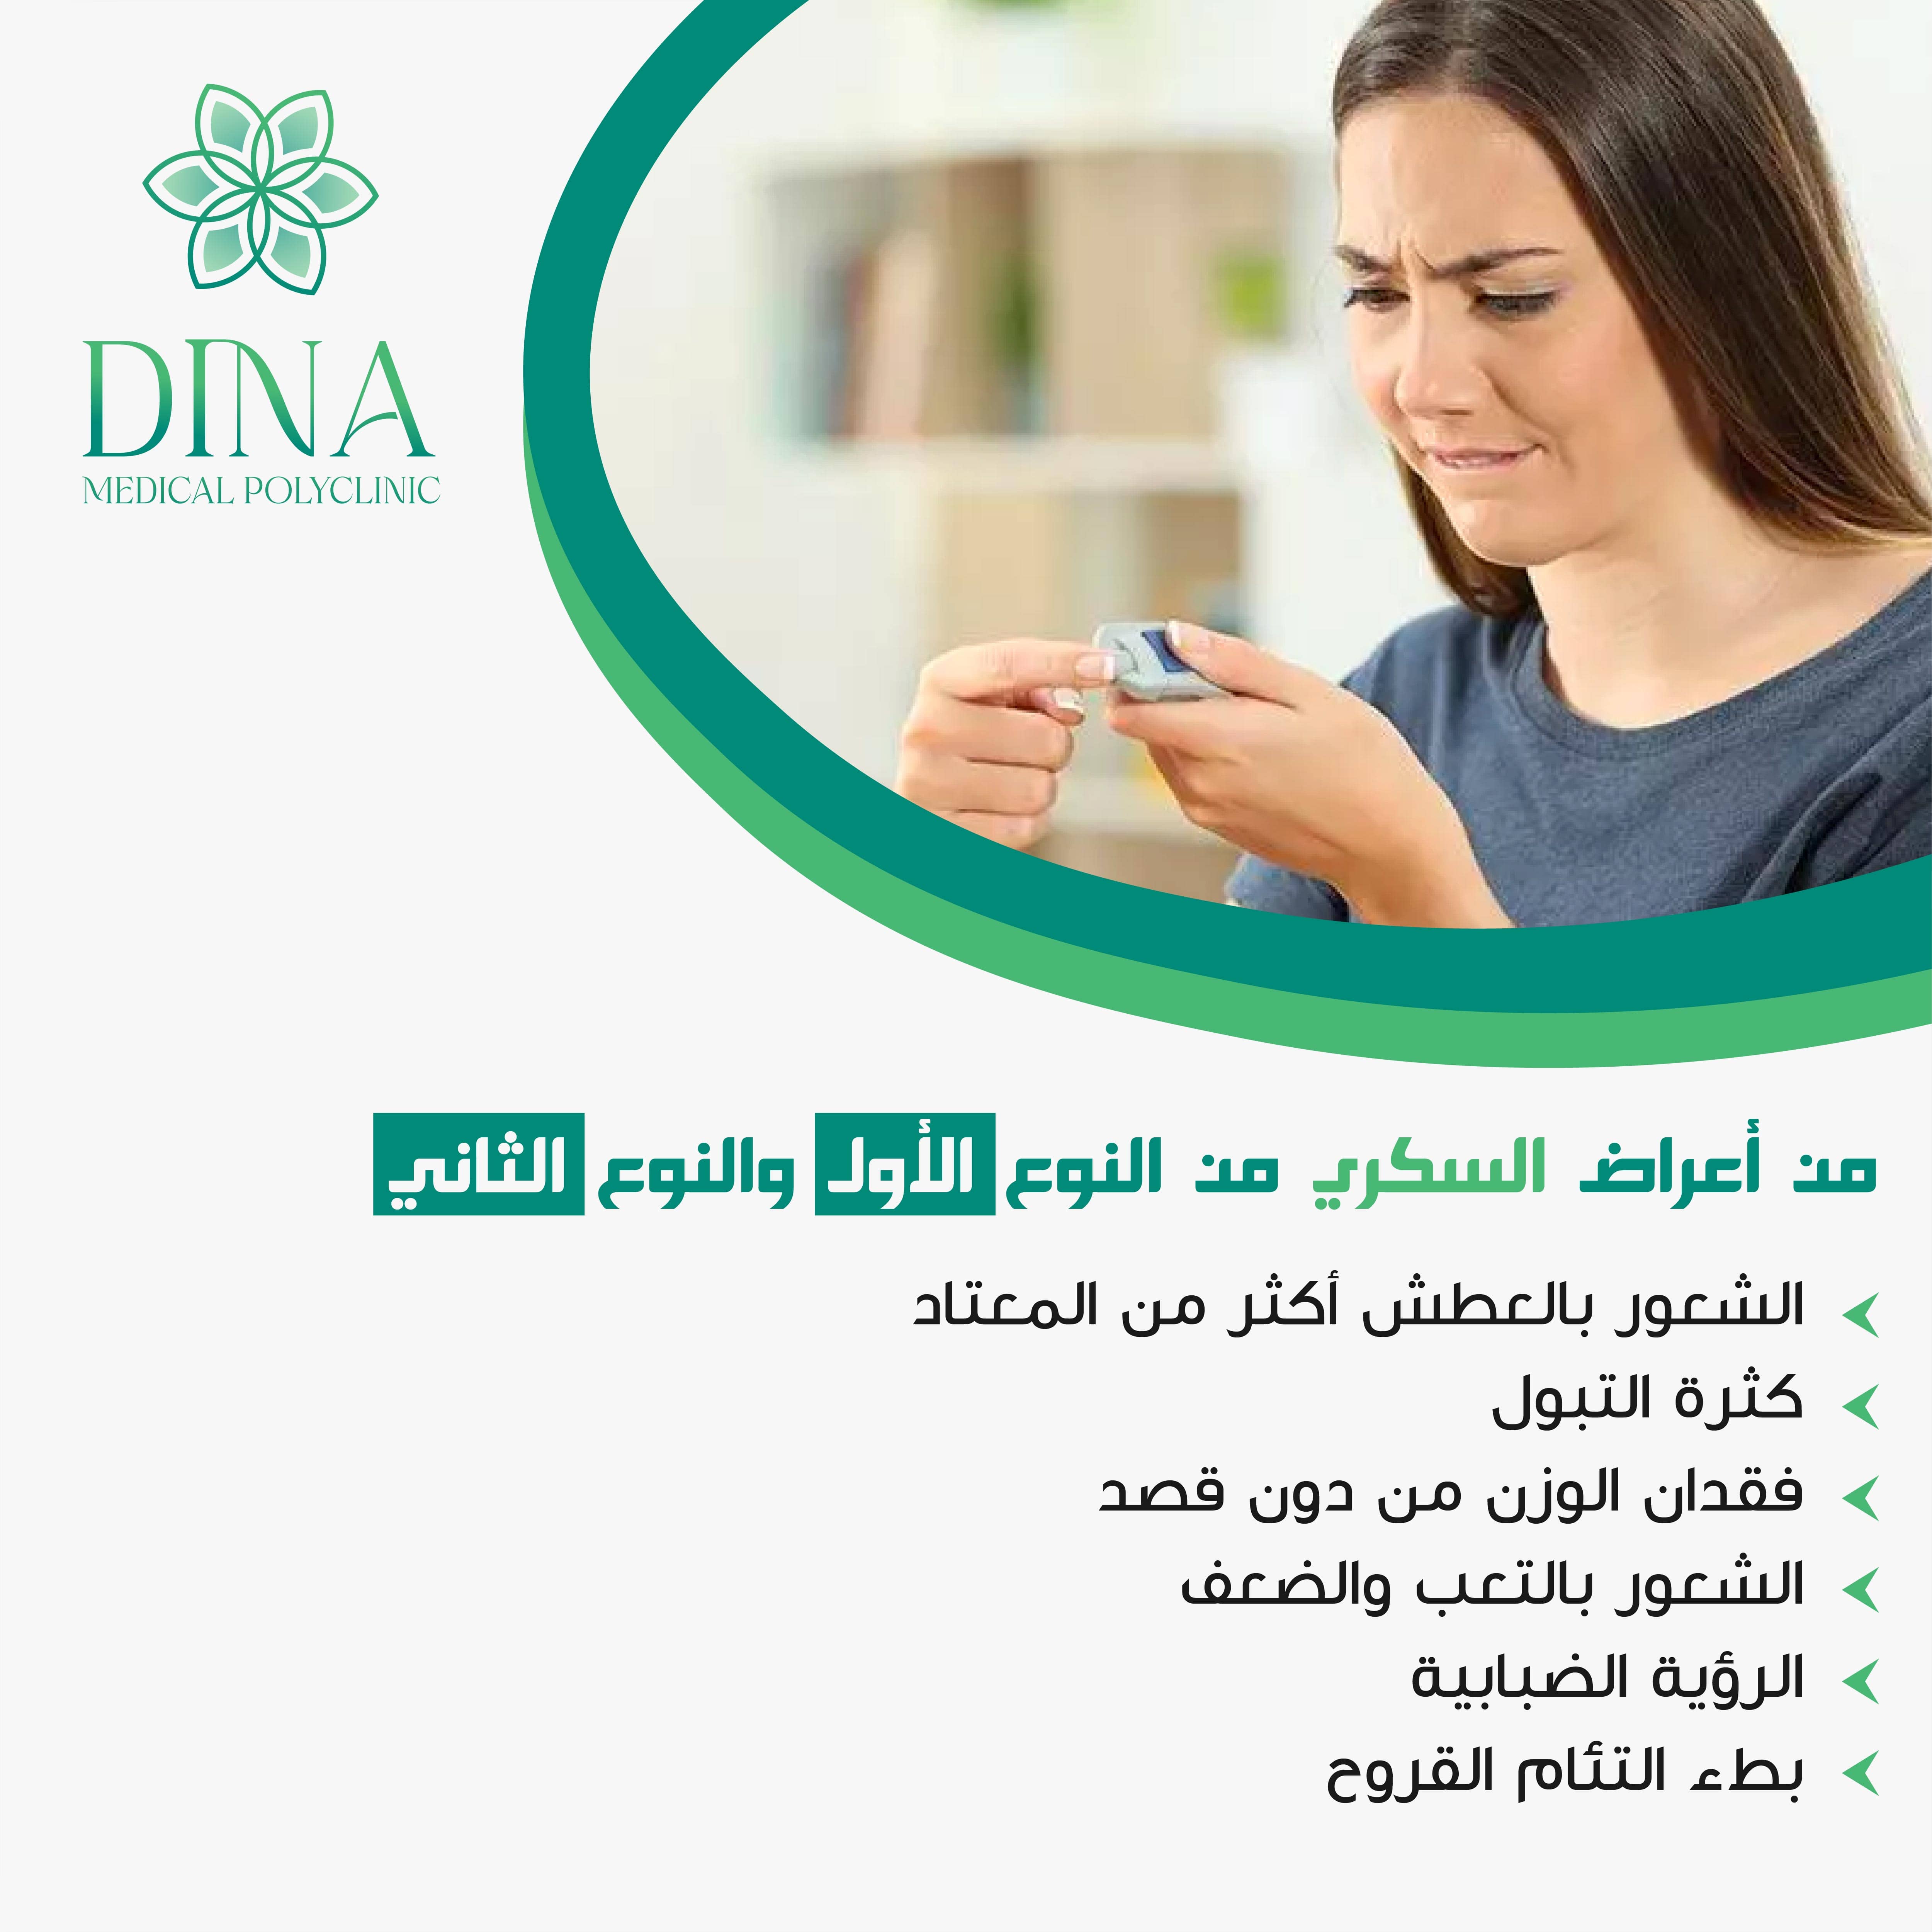 DINA
MEDICAL POLYCLINIC
من أعراض السكري من النوع الأول والنوع الثاني
الشعور بالعطش أكثر من المعتاد
كثرة التبول
فقدان الوزن من دون قصد
الشعور بالتعب والضعف
الرؤية الضبابية
بطء التئام القروح